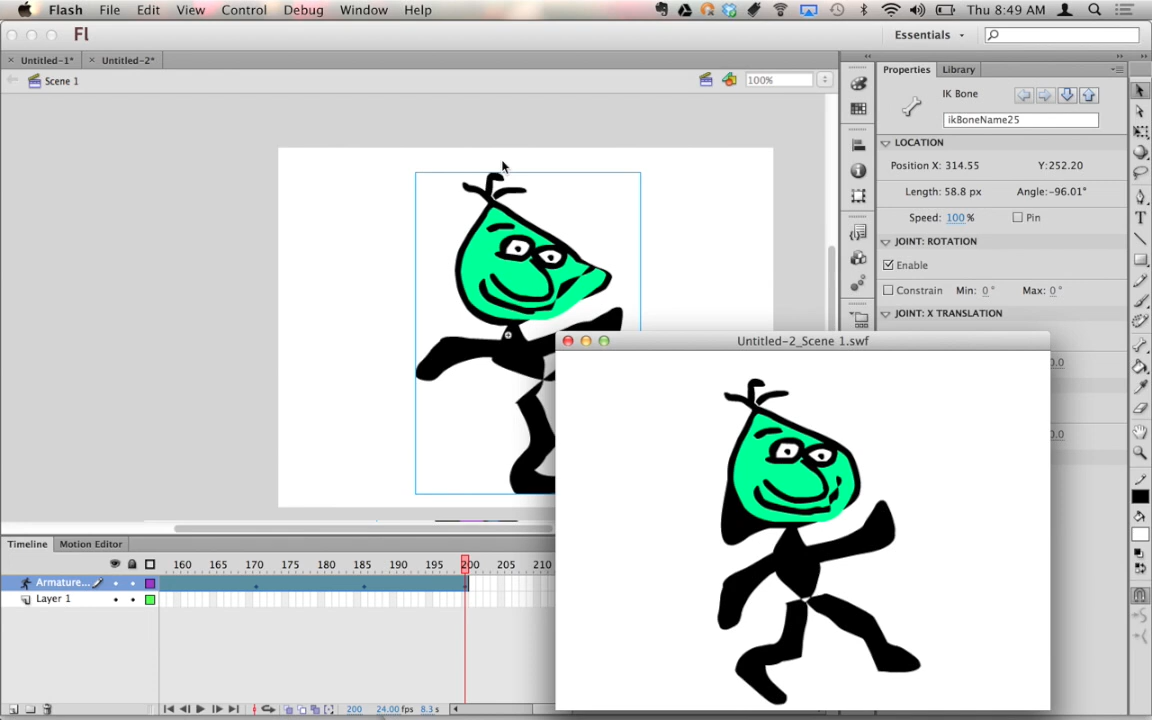 Flash File Edit View Control Debug Window Help Thu 8:49 AM
Fl Essentials
Untitled-1* Untitled-2*
Scene 1 100%
Properties Library
IK Bone
ikBoneName25
LOCATION
Position X: 314.55 Y:252.20
Length: 58.8 px Angle:-96.01°
Speed: 100 % Pin
JOINT: ROTATION
Enable
Constrain Min: 0 ° Max: 0 °
JOINT: X TRANSLATION
Untitled-2_Scene 1.swf
0.0
0.0
Timeline Motion Editor
160 165 170 175 180 185 190 195 200 205 210
Armature...
Layer 1
200 24.00 fps 8.3 s